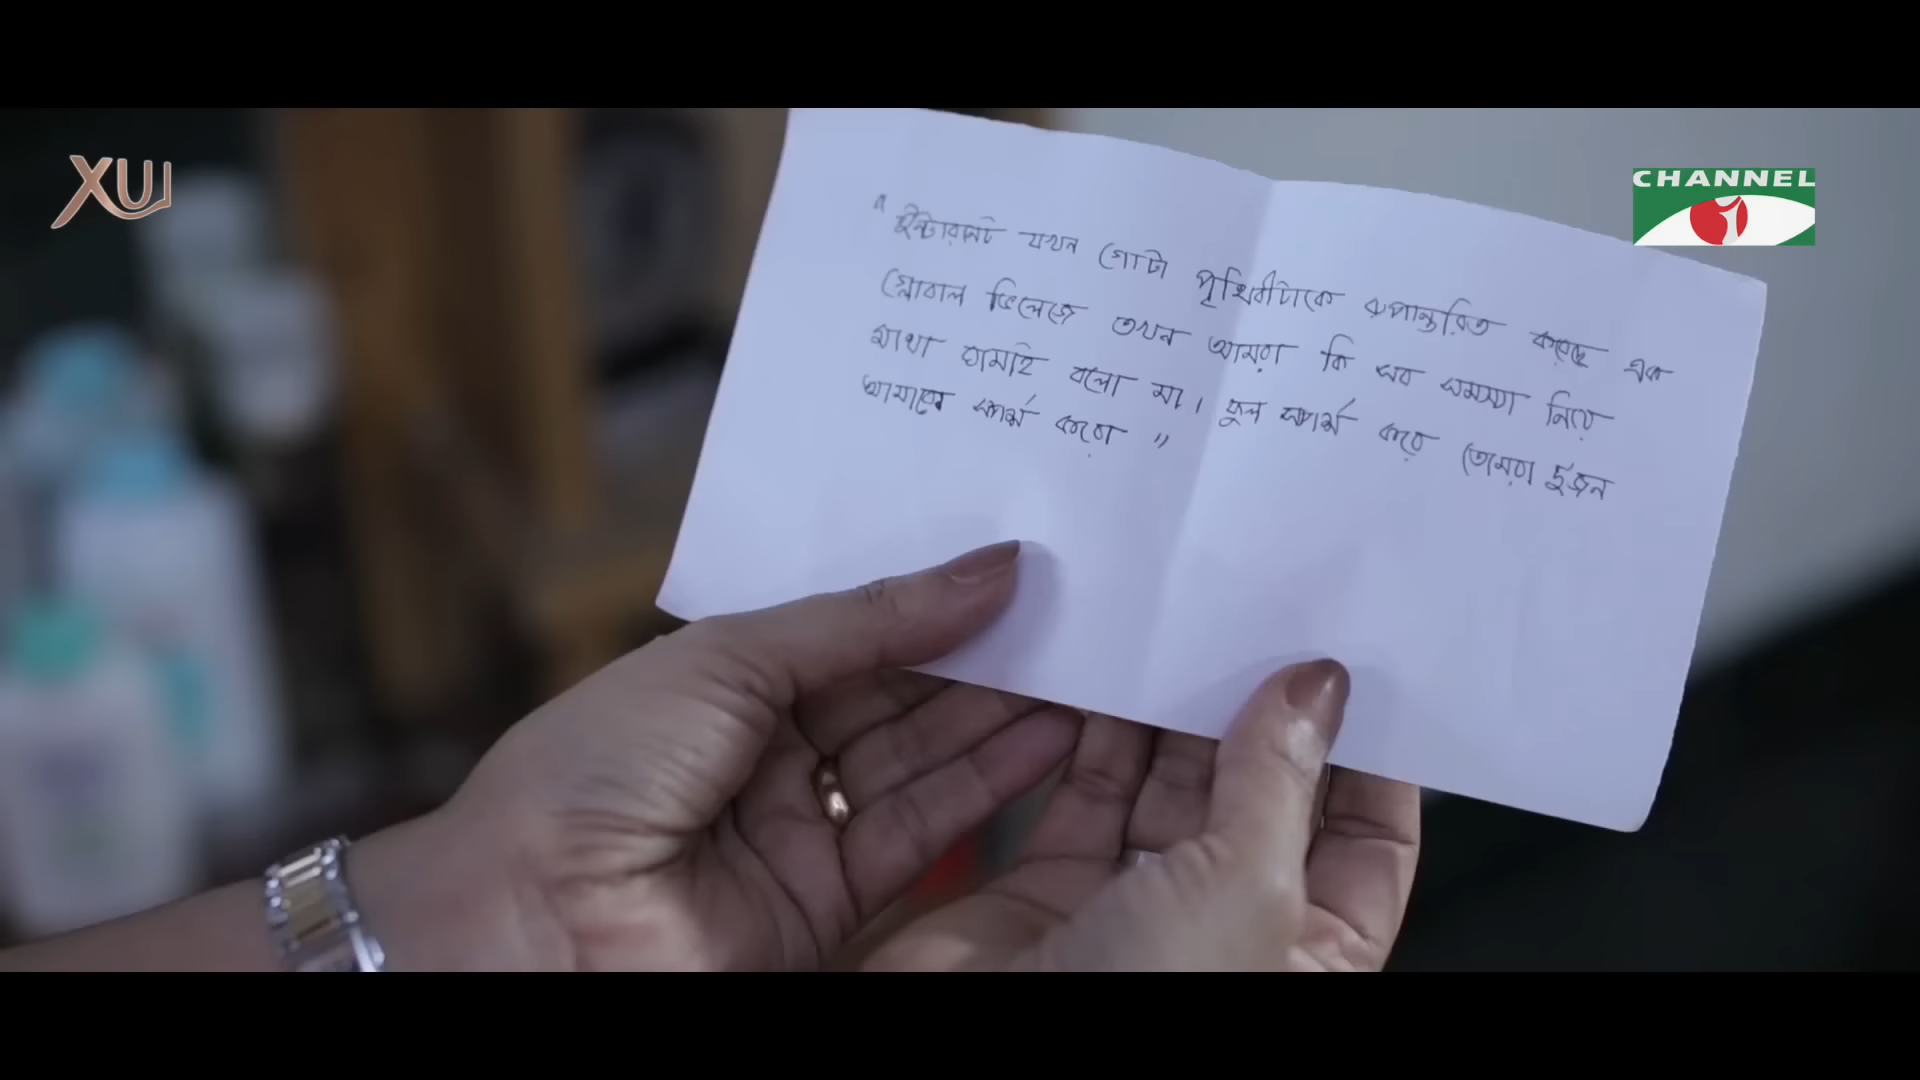 XUJ
CHANNEL
i
"ইন্টারনেট যখন গোটা পৃথিবীটাকে রুপান্তরিত করেছে এক
গ্লোবাল ভিলেজে তখন আমরা কি সব সমস্যা নিয়ে
মাথা ঘামাই বলো মা। ফুল স্পর্শ করে তোমরা দুজন
আমাকে স্পর্শ করো"